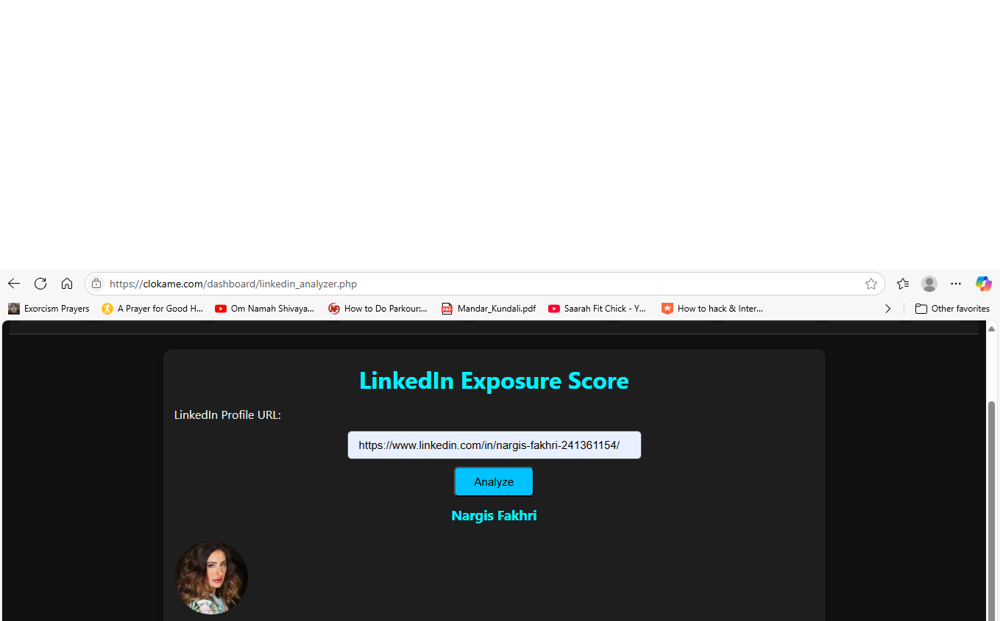 https://clokame.com/dashboard/linkedin_analyzer.php
Exorcism Prayers A Prayer for Good H... Om Namah Shivaya... How to Do Parkour:... Mandar_Kundali.pdf Saarah Fit Chick - Y... How to hack & Inter... Other favorites
LinkedIn Exposure Score
LinkedIn Profile URL:
https://www.linkedin.com/in/nargis-fakhri-241361154/
Analyze
Nargis Fakhri